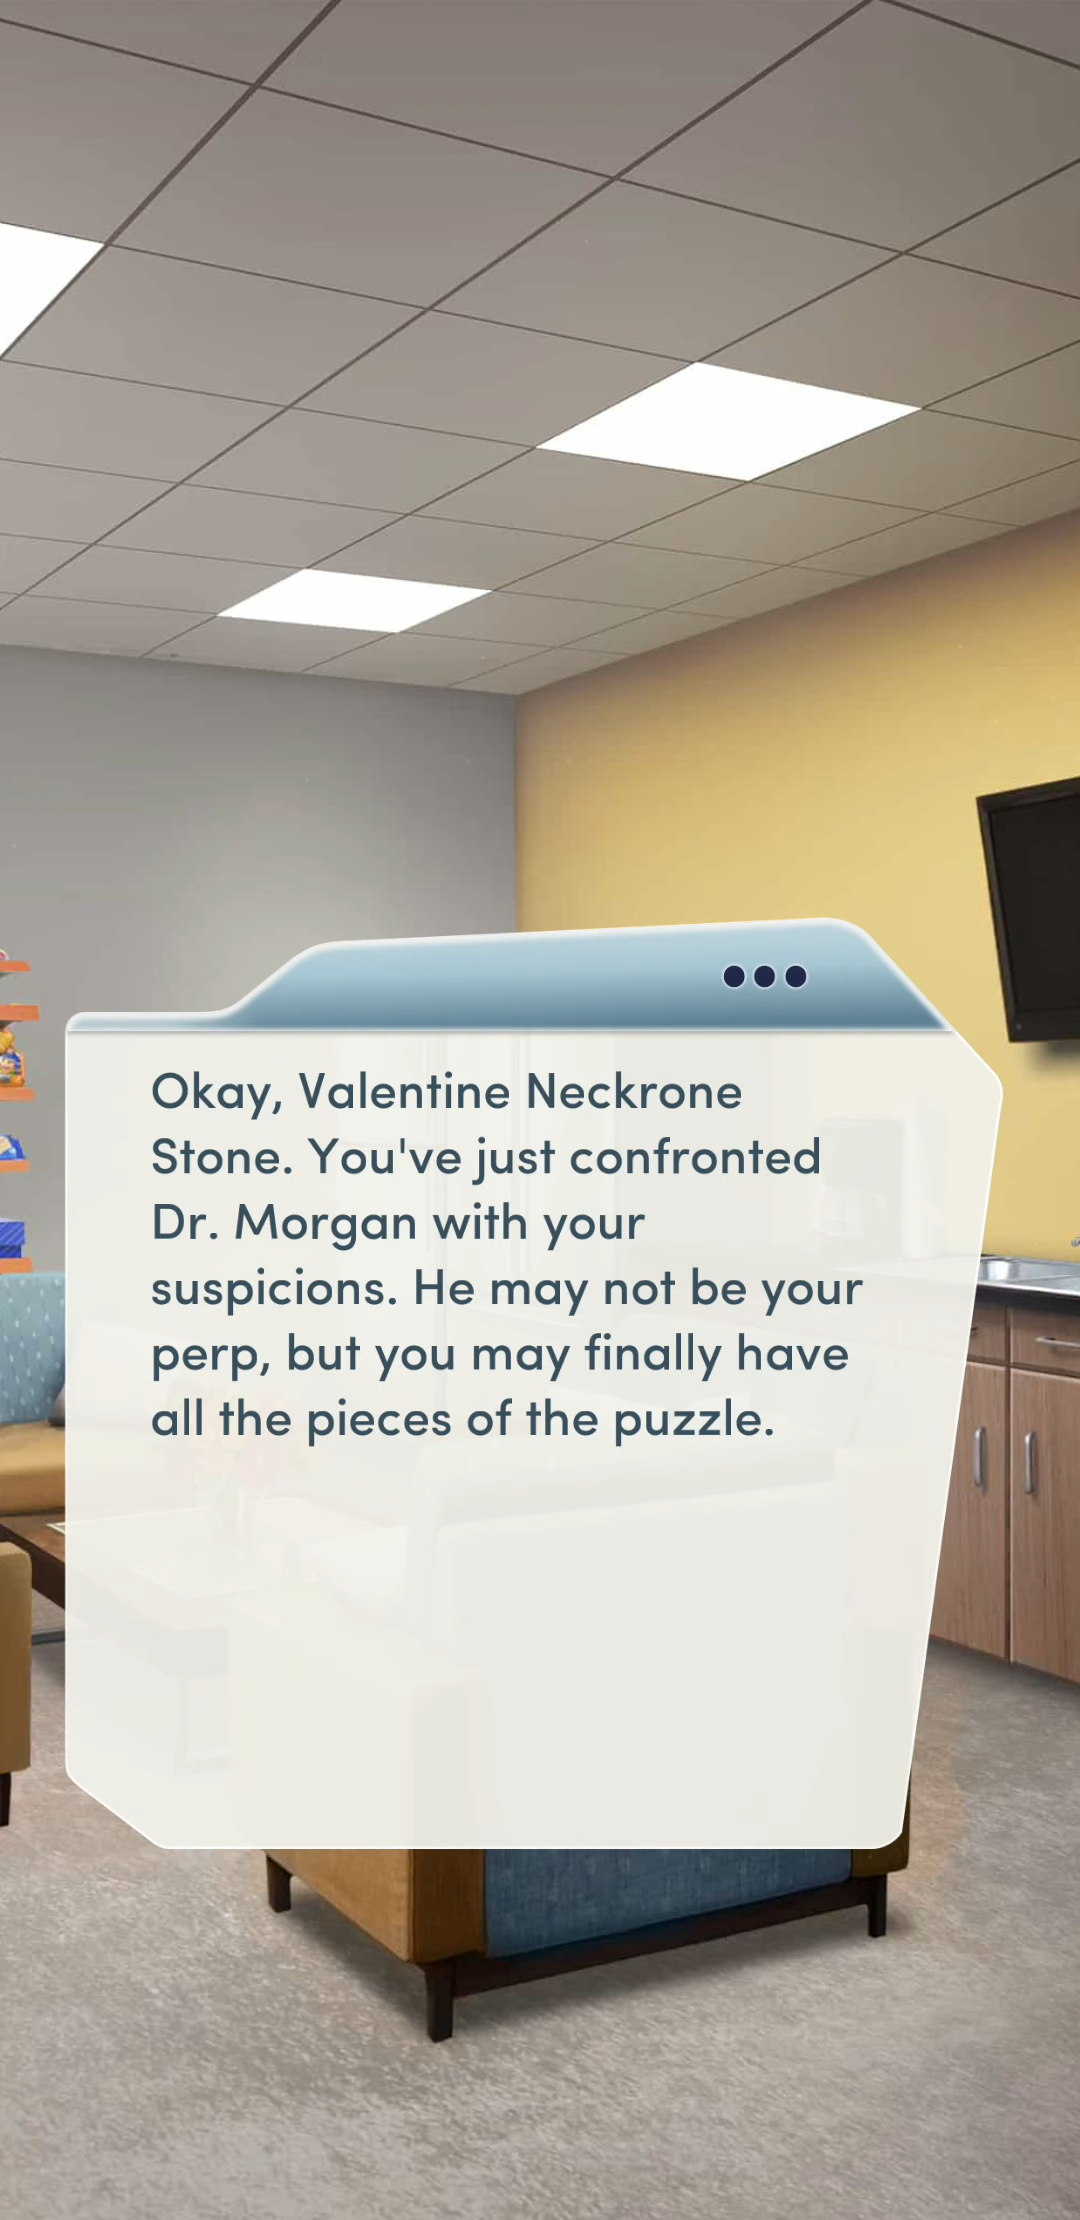 Okay, Valentine Neckrone
Stone. You've just confronted
Dr. Morgan with your
suspicions. He may not be your
perp, but you may finally have
all the pieces of the puzzle.